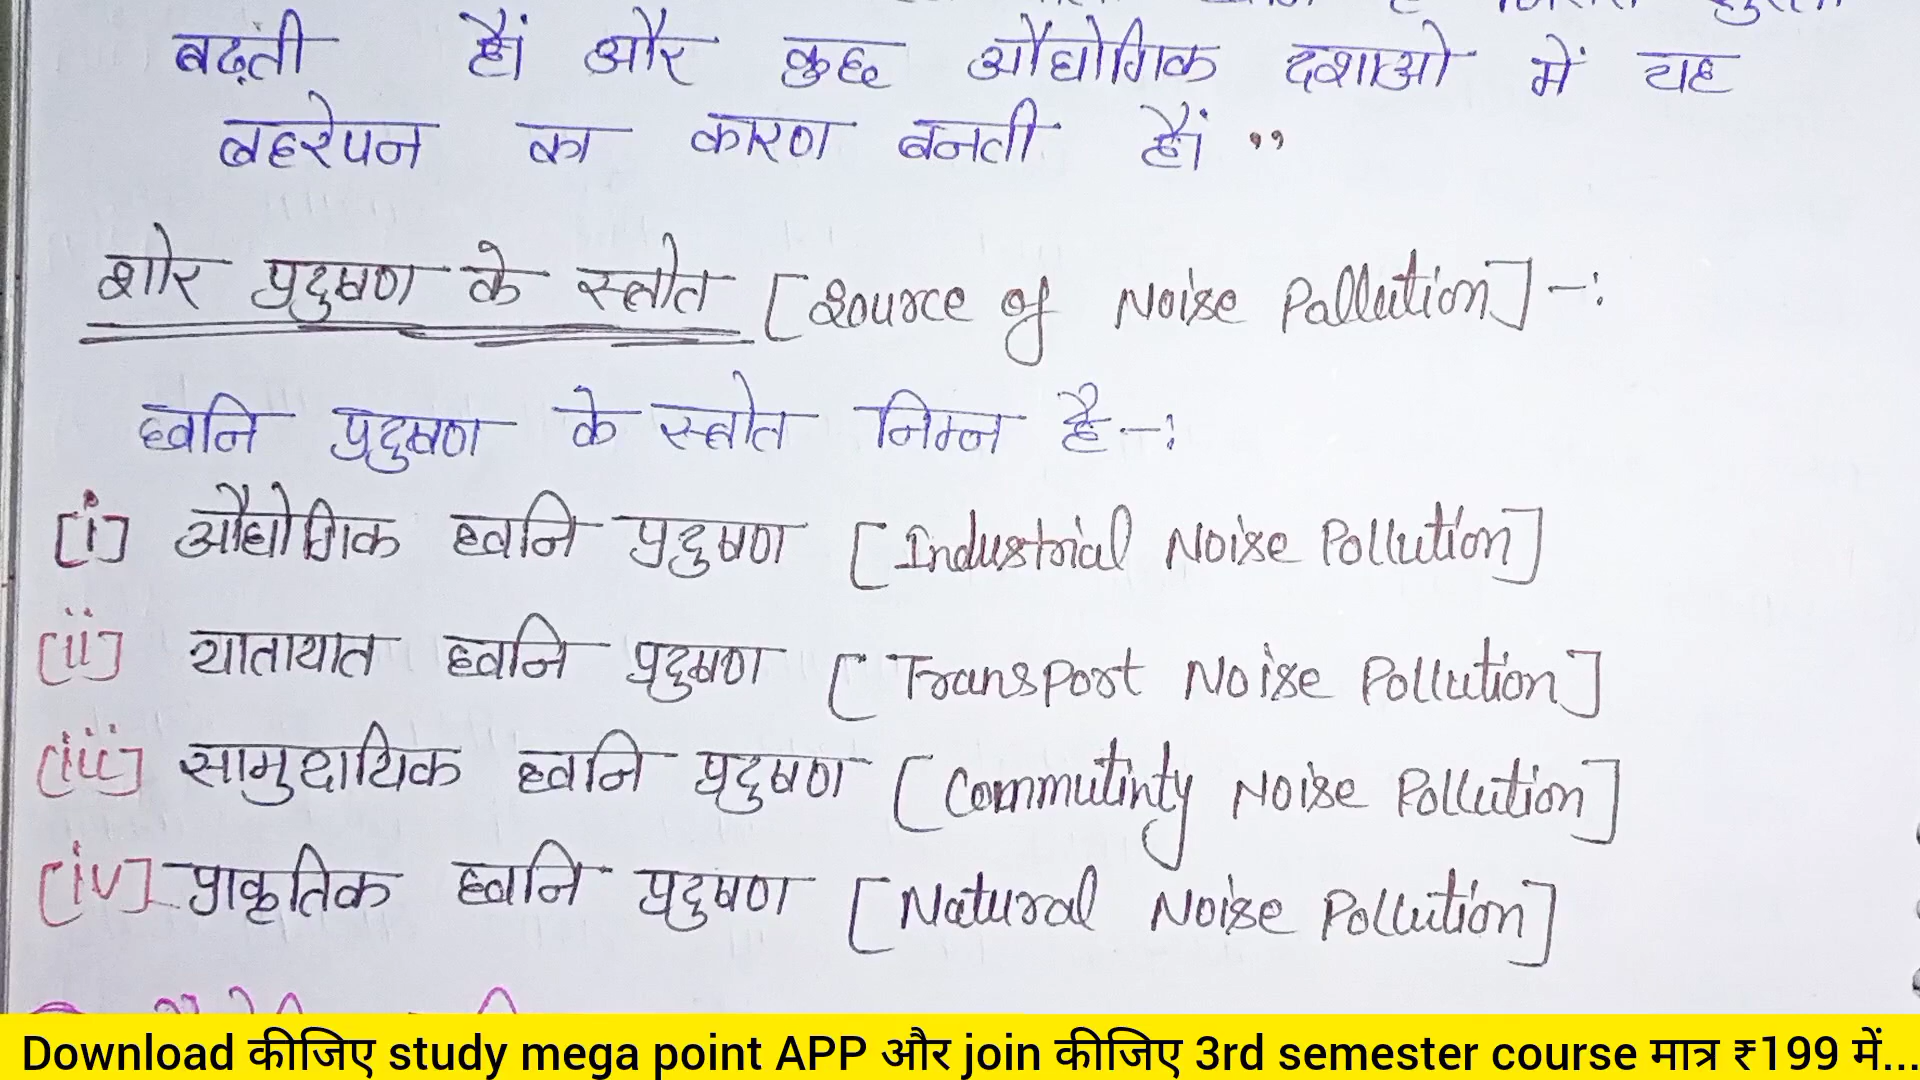 बढ़ती हैं। और कुछ औद्योगिक दशाओ में यह
बहरेपन का कारण बनती हैं। ,,
शोर प्रदुषण के स्त्रोत [Source of Noise Pollution] -:
ध्वनि प्रदुषण के स्त्रोत निम्न है -:
[i] औद्योगिक ध्वनि प्रदुषण [Industrial Noise Pollution]
[ii] यातायात ध्वनि प्रदुषण [Transport Noise Pollution]
[iii] सामुदायिक ध्वनि प्रदुषण [Commutinty Noise Pollution]
[iv] प्राकृतिक ध्वनि प्रदुषण [Natural Noise Pollution]
Download कीजिए study mega point APP और join कीजिए 3rd semester course मात्र ₹199 में...